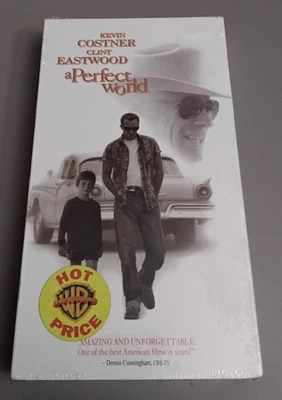 KEVIN
COSTNER
CLINT
EASTWOOD
a Perfect
World
HOT
WB
PRICE
AMAZING AND UNFORGETTABLE.
One of the best American films in years!"
– Dennis Cunningham, CBS-TV